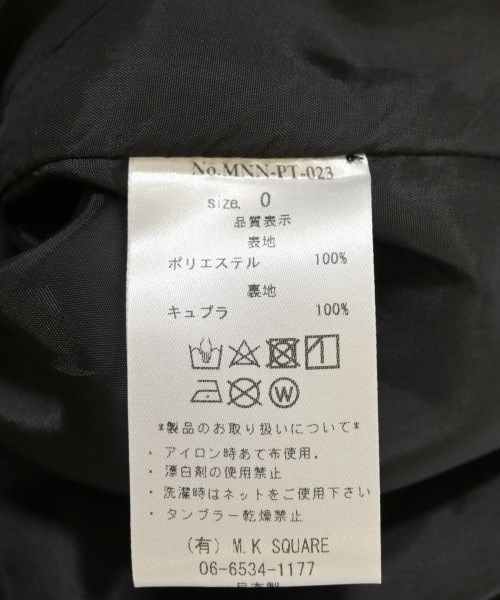 No.MNN-PT-023
size. 0
品質表示
表地
ポリエステル 100%
裏地
キュプラ 100%
W
*製品のお取り扱いについて*
・アイロン時あて布使用。
・漂白剤の使用禁止
・洗濯時はネットをご使用下さい
・タンブラー乾燥禁止
(有) M.K SQUARE
06-6534-1177
日本製